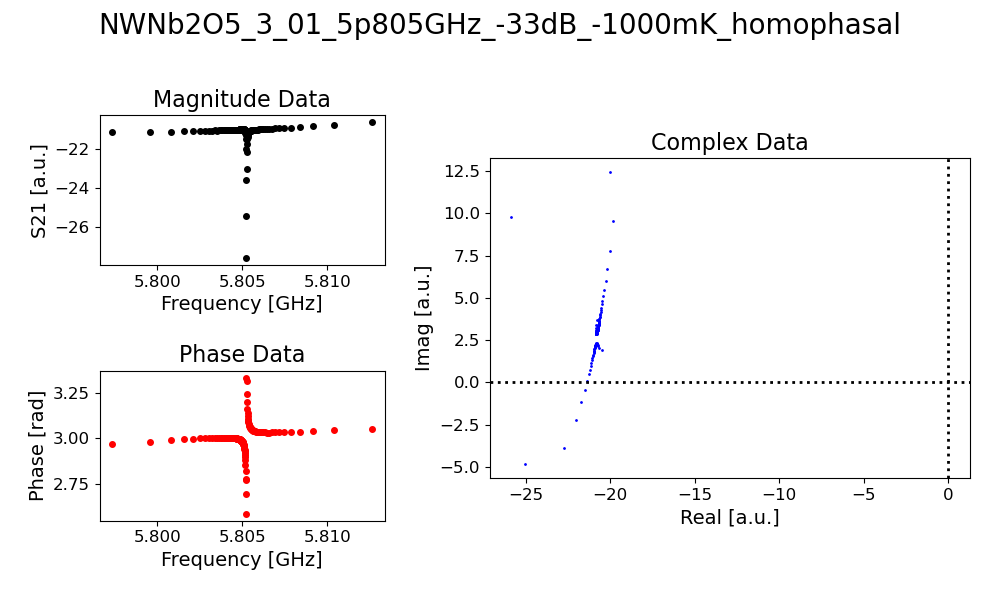 NWNb2O5_3_01_5p805GHz_-33dB_-1000mK_homophasal
Magnitude Data
S21 [a.u.]
−22
−24
−26
5.800 5.805 5.810
Frequency [GHz]
Phase Data
Phase [rad]
3.25
3.00
2.75
5.800 5.805 5.810
Frequency [GHz]
Complex Data
Imag [a.u.]
12.5
10.0
7.5
5.0
2.5
0.0
−2.5
−5.0
−25 −20 −15 −10 −5 0
Real [a.u.]